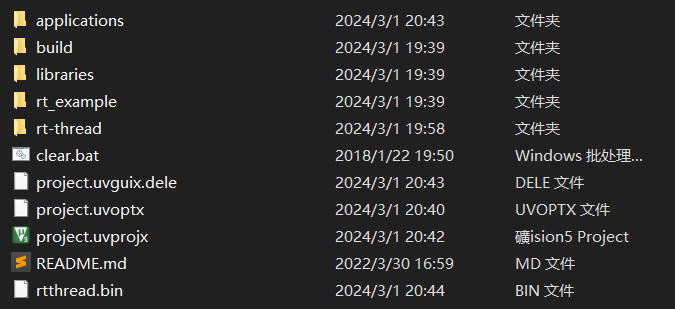 applications 2024/3/1 20:43 文件夹
build 2024/3/1 19:39 文件夹
libraries 2024/3/1 19:39 文件夹
rt_example 2024/3/1 19:39 文件夹
rt-thread 2024/3/1 19:58 文件夹
clear.bat 2018/1/22 19:50 Windows 批处理...
project.uvguix.dele 2024/3/1 20:43 DELE 文件
project.uvoptx 2024/3/1 20:40 UVOPTX 文件
project.uvprojx 2024/3/1 20:42 礦ision5 Project
README.md 2022/3/30 16:59 MD 文件
rtthread.bin 2024/3/1 20:44 BIN 文件